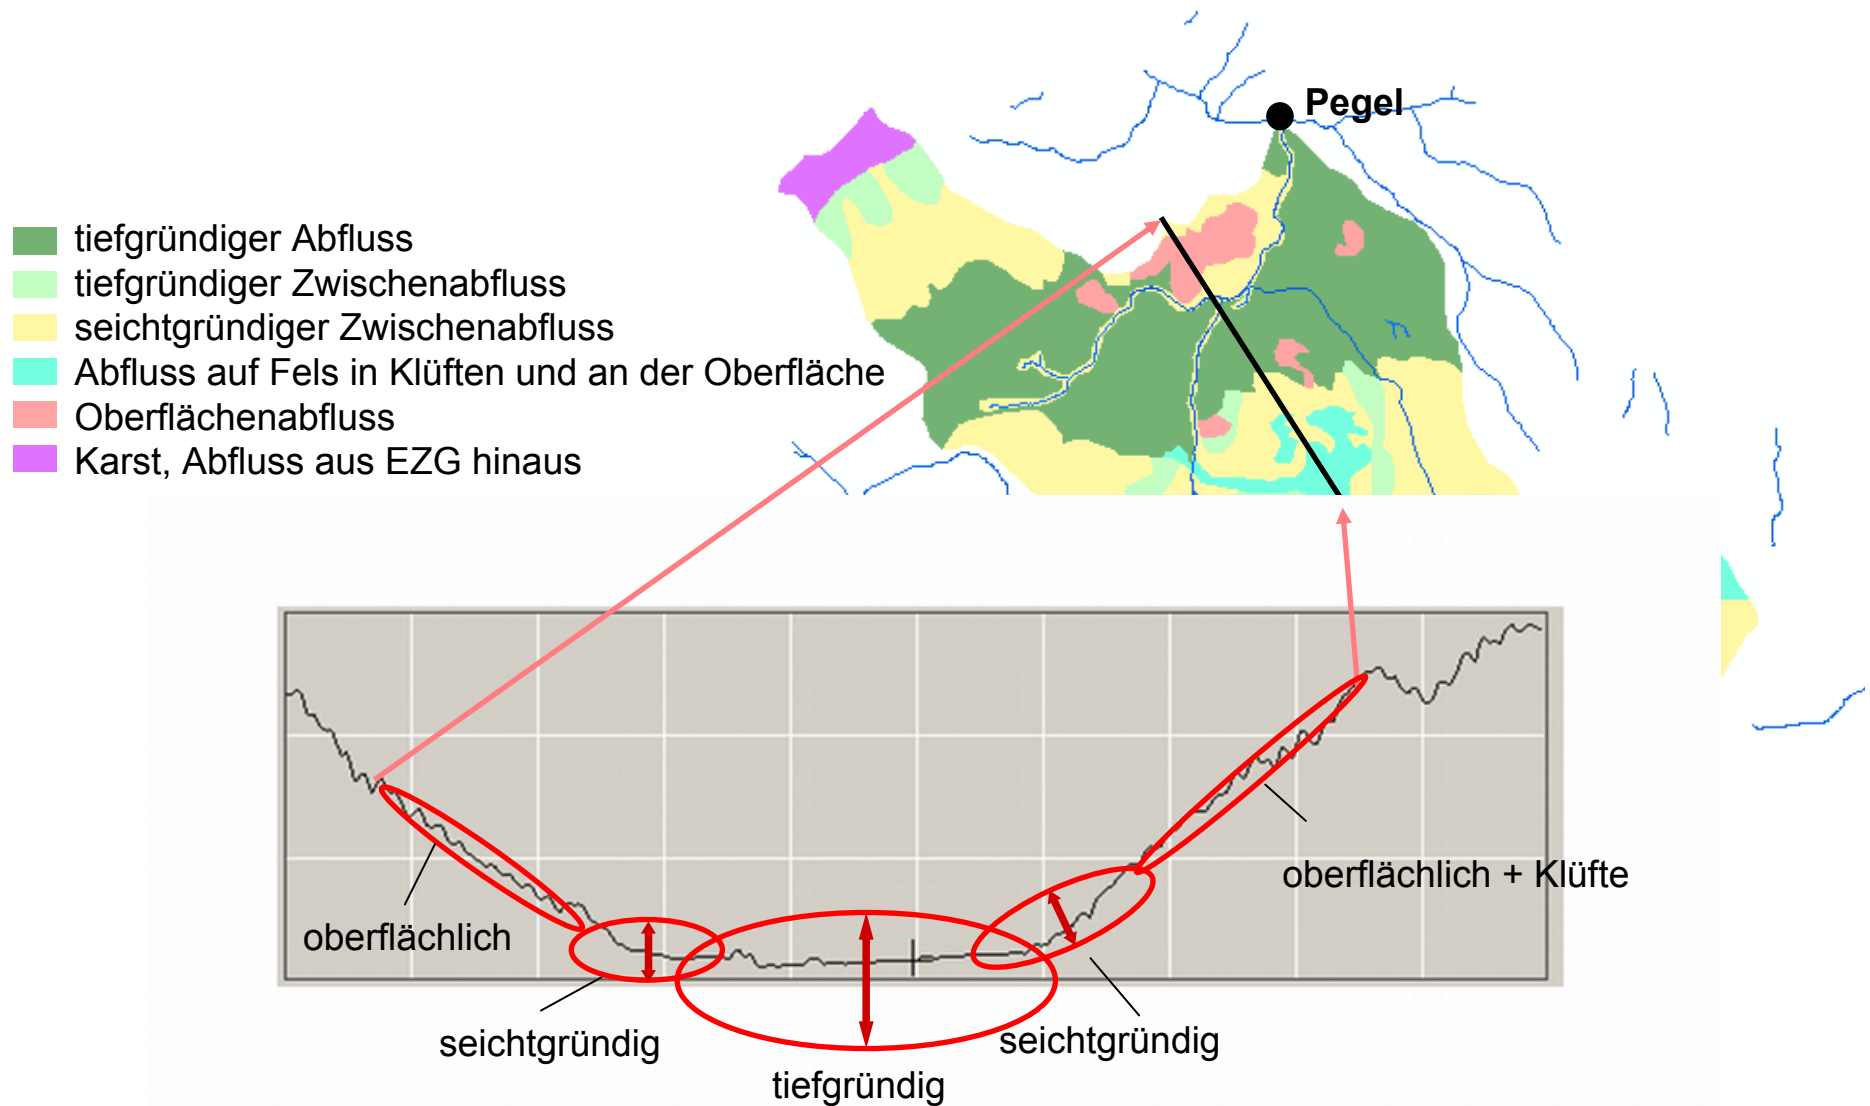 Pegel
tiefgründiger Abfluss
tiefgründiger Zwischenabfluss
seichtgründiger Zwischenabfluss
Abfluss auf Fels in Klüften und an der Oberfläche
Oberflächenabfluss
Karst, Abfluss aus EZG hinaus
oberflächlich + Klüfte
oberflächlich
seichtgründig
seichtgründig
tiefgründig